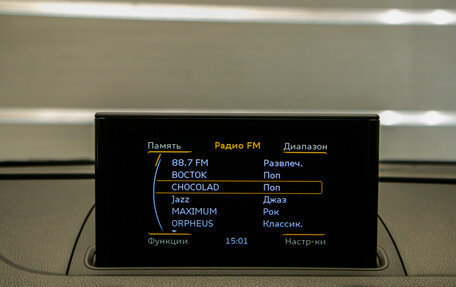 Память Радио FM Диапазон
88.7 FM Развлеч.
ВОСТОК Поп
CHOCOLAD Поп
Jazz Джаз
MAXIMUM Рок
ORPHEUS Классик.
Функции 15:01 Настр-ки